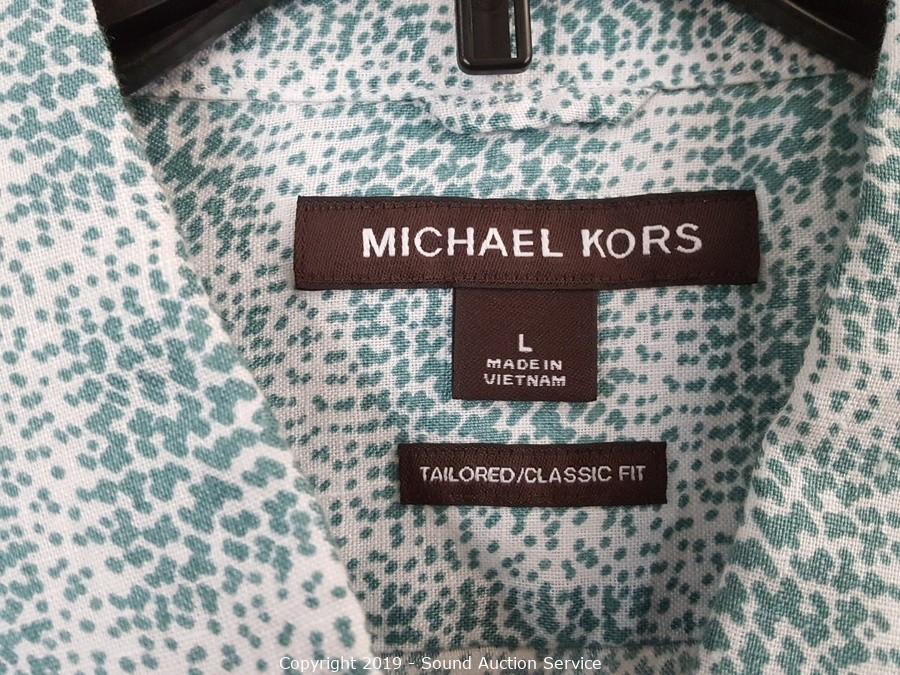 MICHAEL KORS
L
MADE IN
VIETNAM
TAILORED/CLASSIC FIT
Copyright 2019 - Sound Auction Service